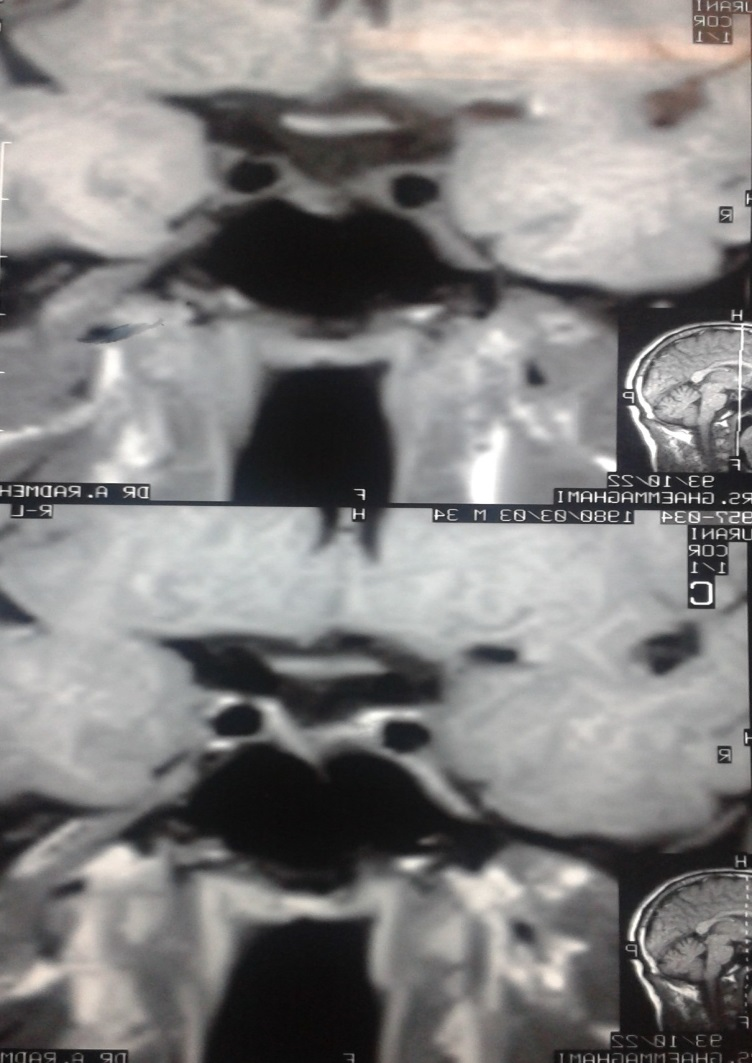 URANI
COR
1/1
H
R
H
P
F
93/10/22
RS. GHAEMMAGHAMI
F
DR A. RADMEH
957-034
1980/03/03 M 34
H
R-L
URANI
COR
1/1
C
H
R
H
P
F
93/10/22
RS. GHAEMMAGHAMI
F
DR A. RADM